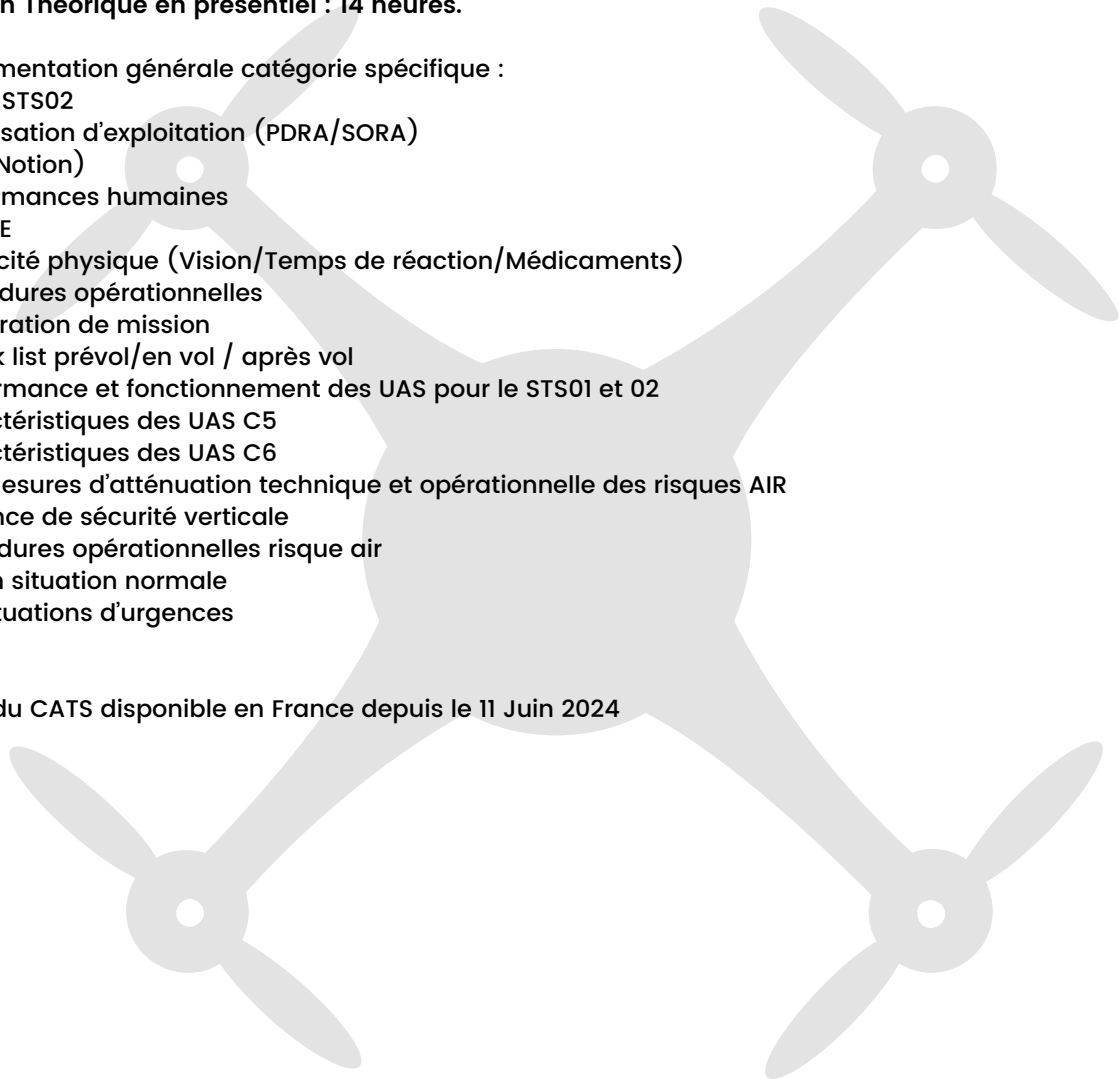 n Théorique en présentiel : 14 heures.
mentation générale catégorie spécifique :
STS02
sation d'exploitation (PDRA/SORA)
Notion)
mances humaines
E
cité physique (Vision/Temps de réaction/Médicaments)
dures opérationnelles
ration de mission
k list prévol/en vol / après vol
rmance et fonctionnement des UAS pour le STS01 et 02
ctéristiques des UAS C5
ctéristiques des UAS C6
esures d'atténuation technique et opérationnelle des risques AIR
nce de sécurité verticale
dures opérationnelles risque air
n situation normale
tuations d'urgences
du CATS disponible en France depuis le 11 Juin 2024